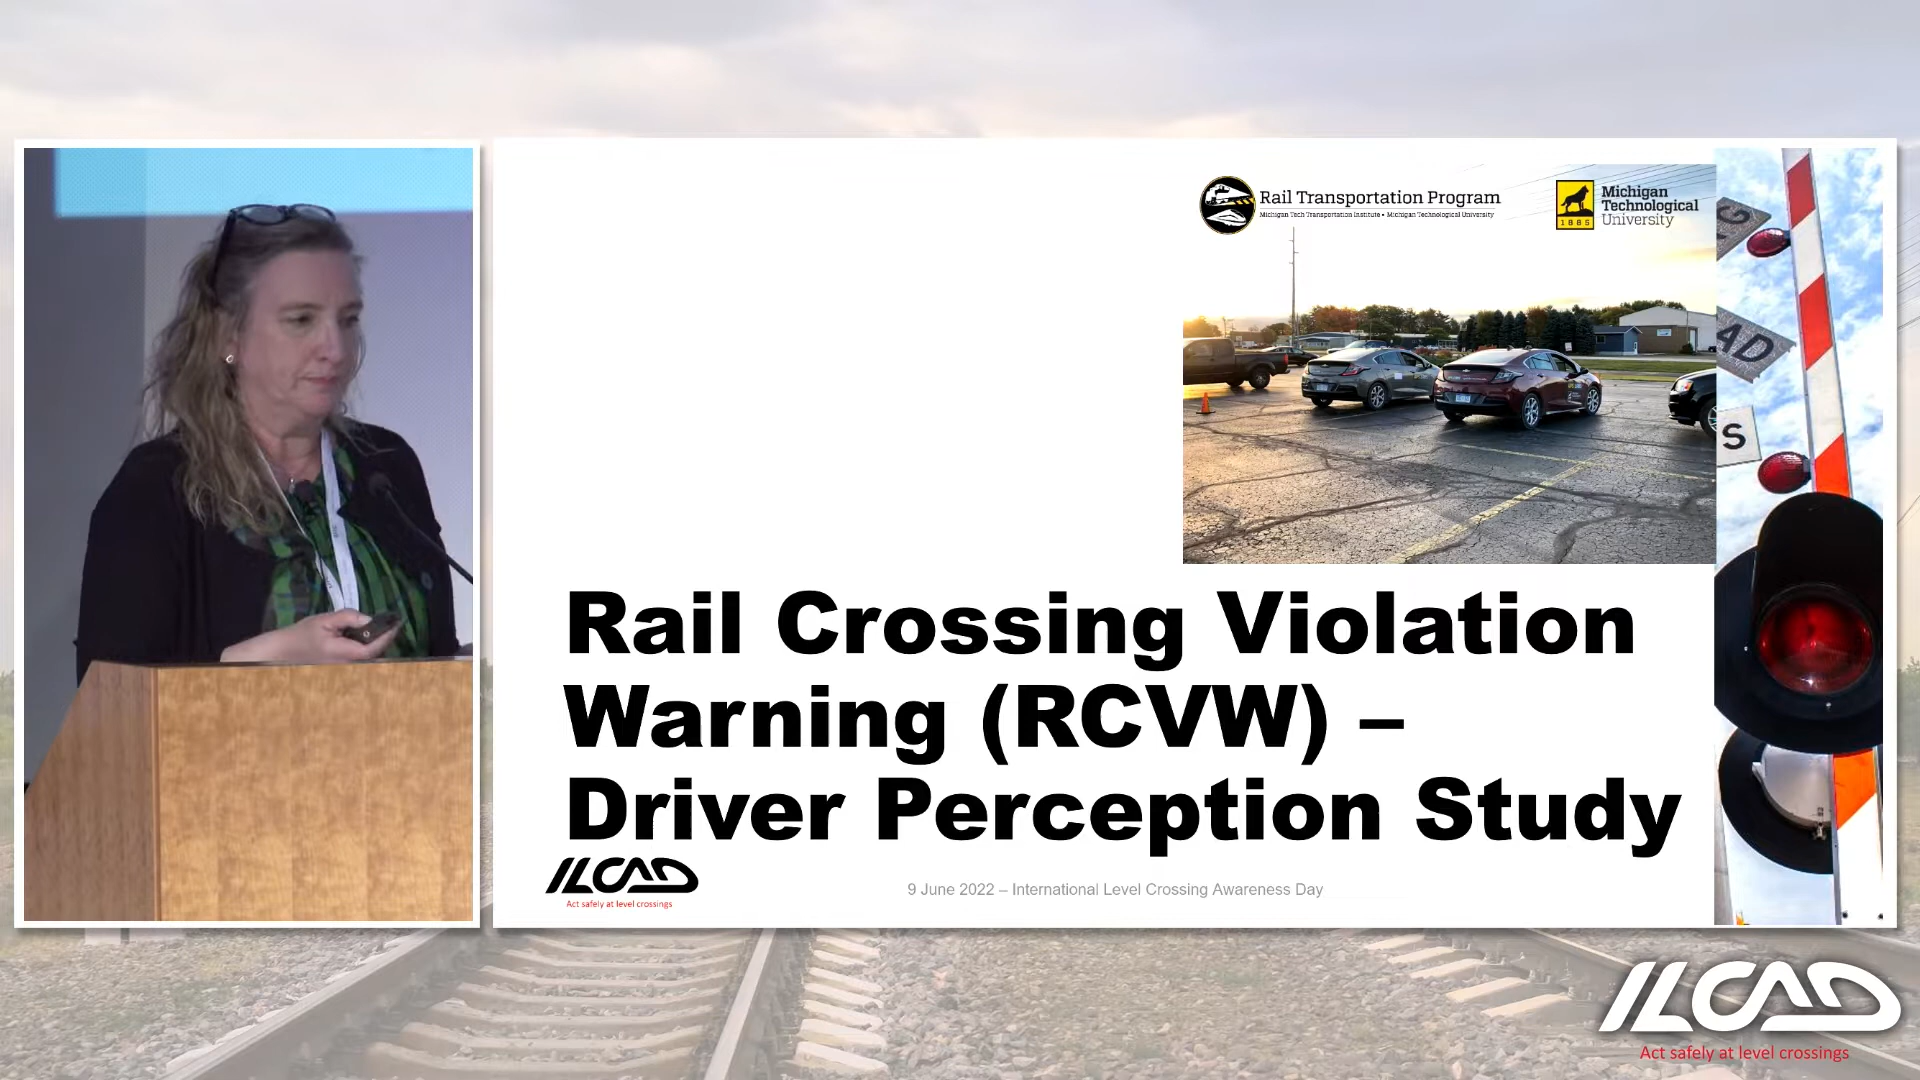 Rail Transportation Program
Michigan Tech Transportation Institute • Michigan Technological University
1885
Michigan
Technological
University
G
AD
S
Rail Crossing Violation
Warning (RCVW) –
Driver Perception Study
ILCAD
Act safely at level crossings
9 June 2022 – International Level Crossing Awareness Day
ILCAD
Act safely at level crossings